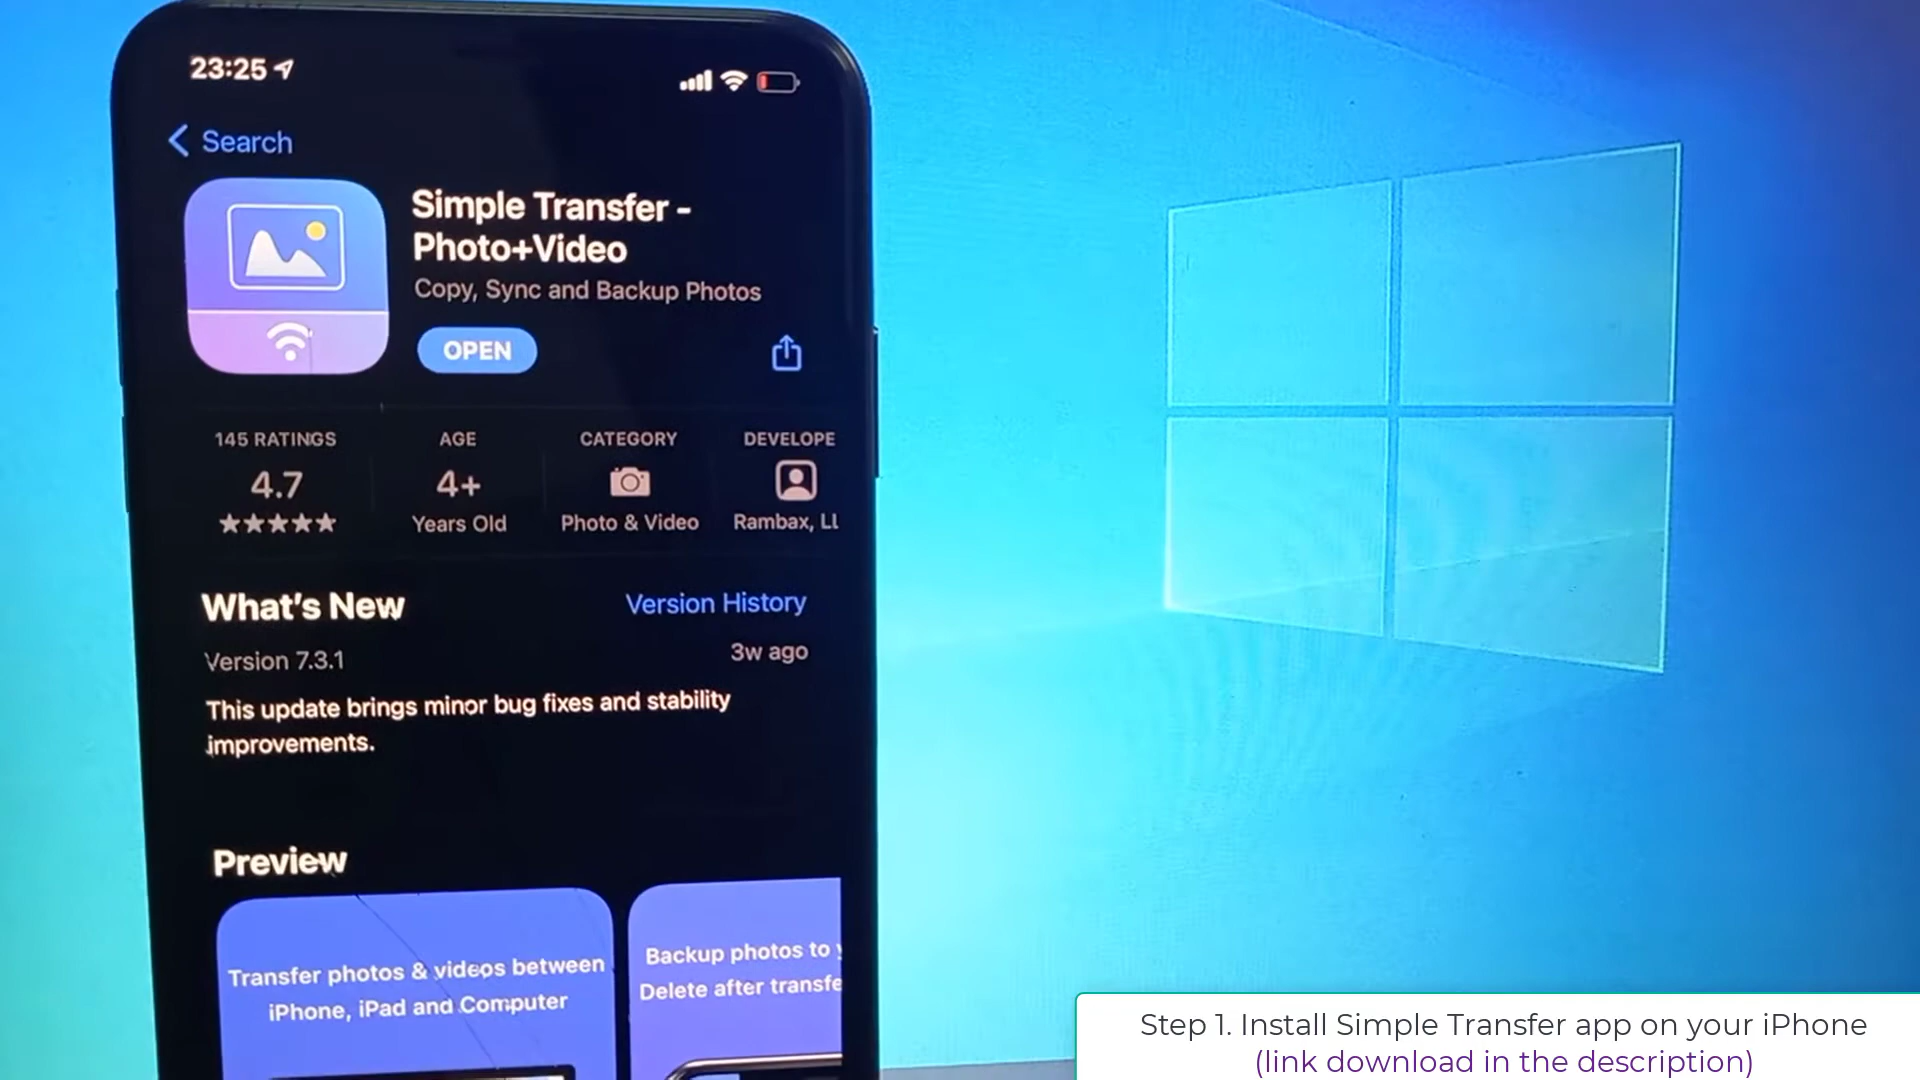 23:25
Search
Simple Transfer -
Photo+Video
Copy, Sync and Backup Photos
OPEN
145 RATINGS
4.7
AGE
4+
Years Old
CATEGORY
Photo & Video
DEVELOPE
Rambax, LL
What's New
Version History
Version 7.3.1
3w ago
This update brings minor bug fixes and stability
improvements.
Preview
Transfer photos & videos between
iPhone, iPad and Computer
Backup photos to
Delete after transfe
Step 1. Install Simple Transfer app on your iPhone
(link download in the description)